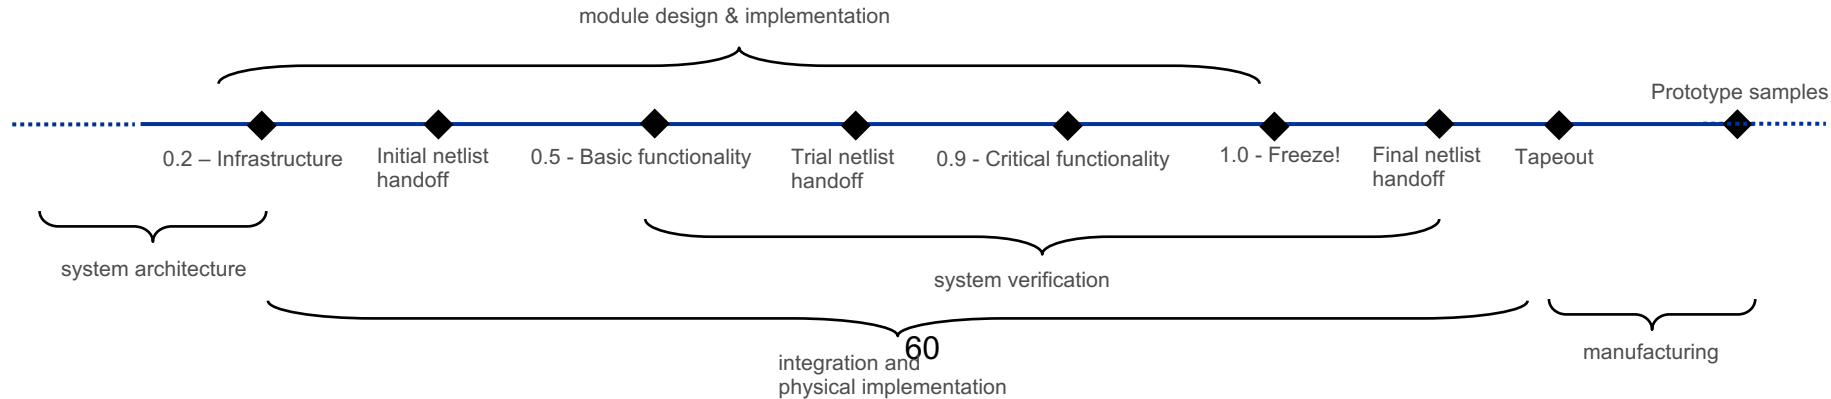 module design & implementation
Prototype samples
0.2 – Infrastructure
Initial netlist
handoff
0.5 - Basic functionality
Trial netlist
handoff
0.9 - Critical functionality
1.0 - Freeze!
Final netlist
handoff
Tapeout
system architecture
system verification
60
integration and
physical implementation
manufacturing